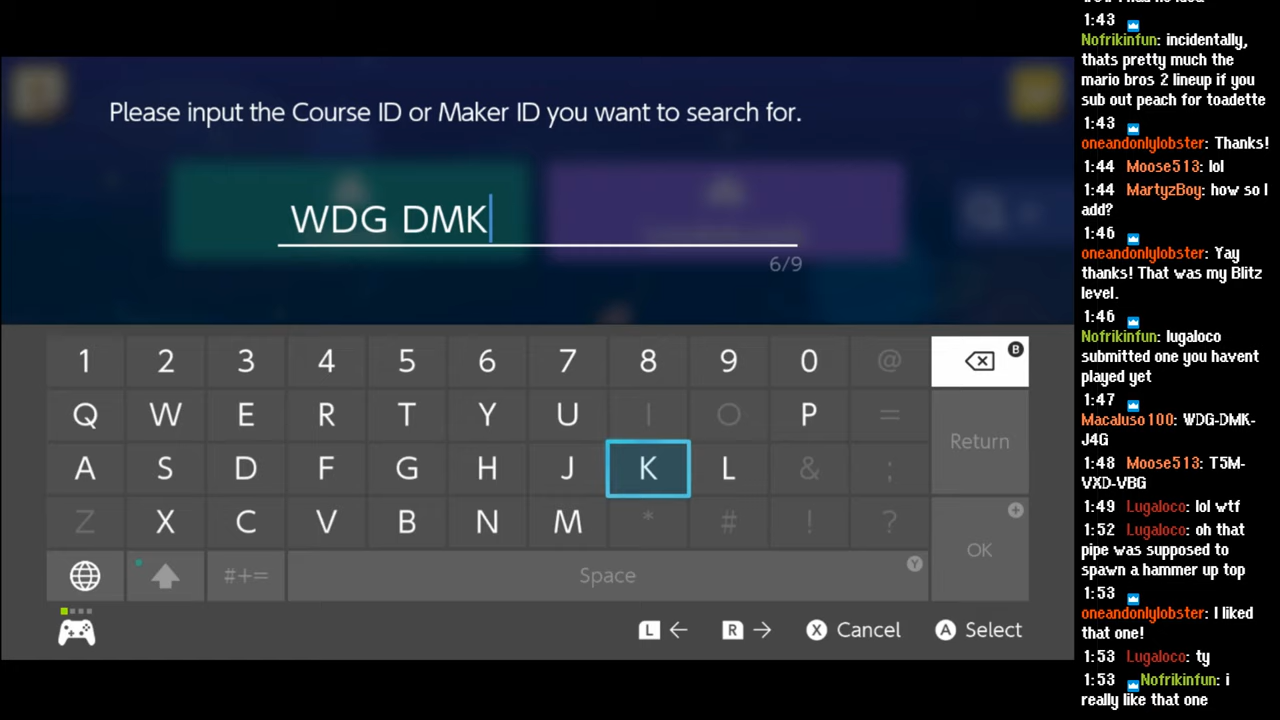 Please input the Course ID or Maker ID you want to search for.
WDG DMK
6/9
1 2 3 4 5 6 7 8 9 0 @ B
Q W E R T Y U I O P = Return
A S D F G H J K L & ;
Z X C V B N M * # ! ? OK
#+= Space Y
L ← R → X Cancel A Select
1:43
Nofrikinfun: incidentally,
thats pretty much the
mario bros 2 lineup if you
sub out peach for toadette
1:43
oneandonlylobster: Thanks!
1:44 Moose513: lol
1:44 MartyzBoy: how so I
add?
1:46
oneandonlylobster: Yay
thanks! That was my Blitz
level.
1:46
Nofrikinfun: lugaloco
submitted one you havent
played yet
1:47
Macaluso100: WDG-DMK-
J4G
1:48 Moose513: T5M-
VXD-VBG
1:49 Lugaloco: lol wtf
1:52 Lugaloco: oh that
pipe was supposed to
spawn a hammer up top
1:53
oneandonlylobster: I liked
that one!
1:53 Lugaloco: ty
1:53 Nofrikinfun: i
really like that one